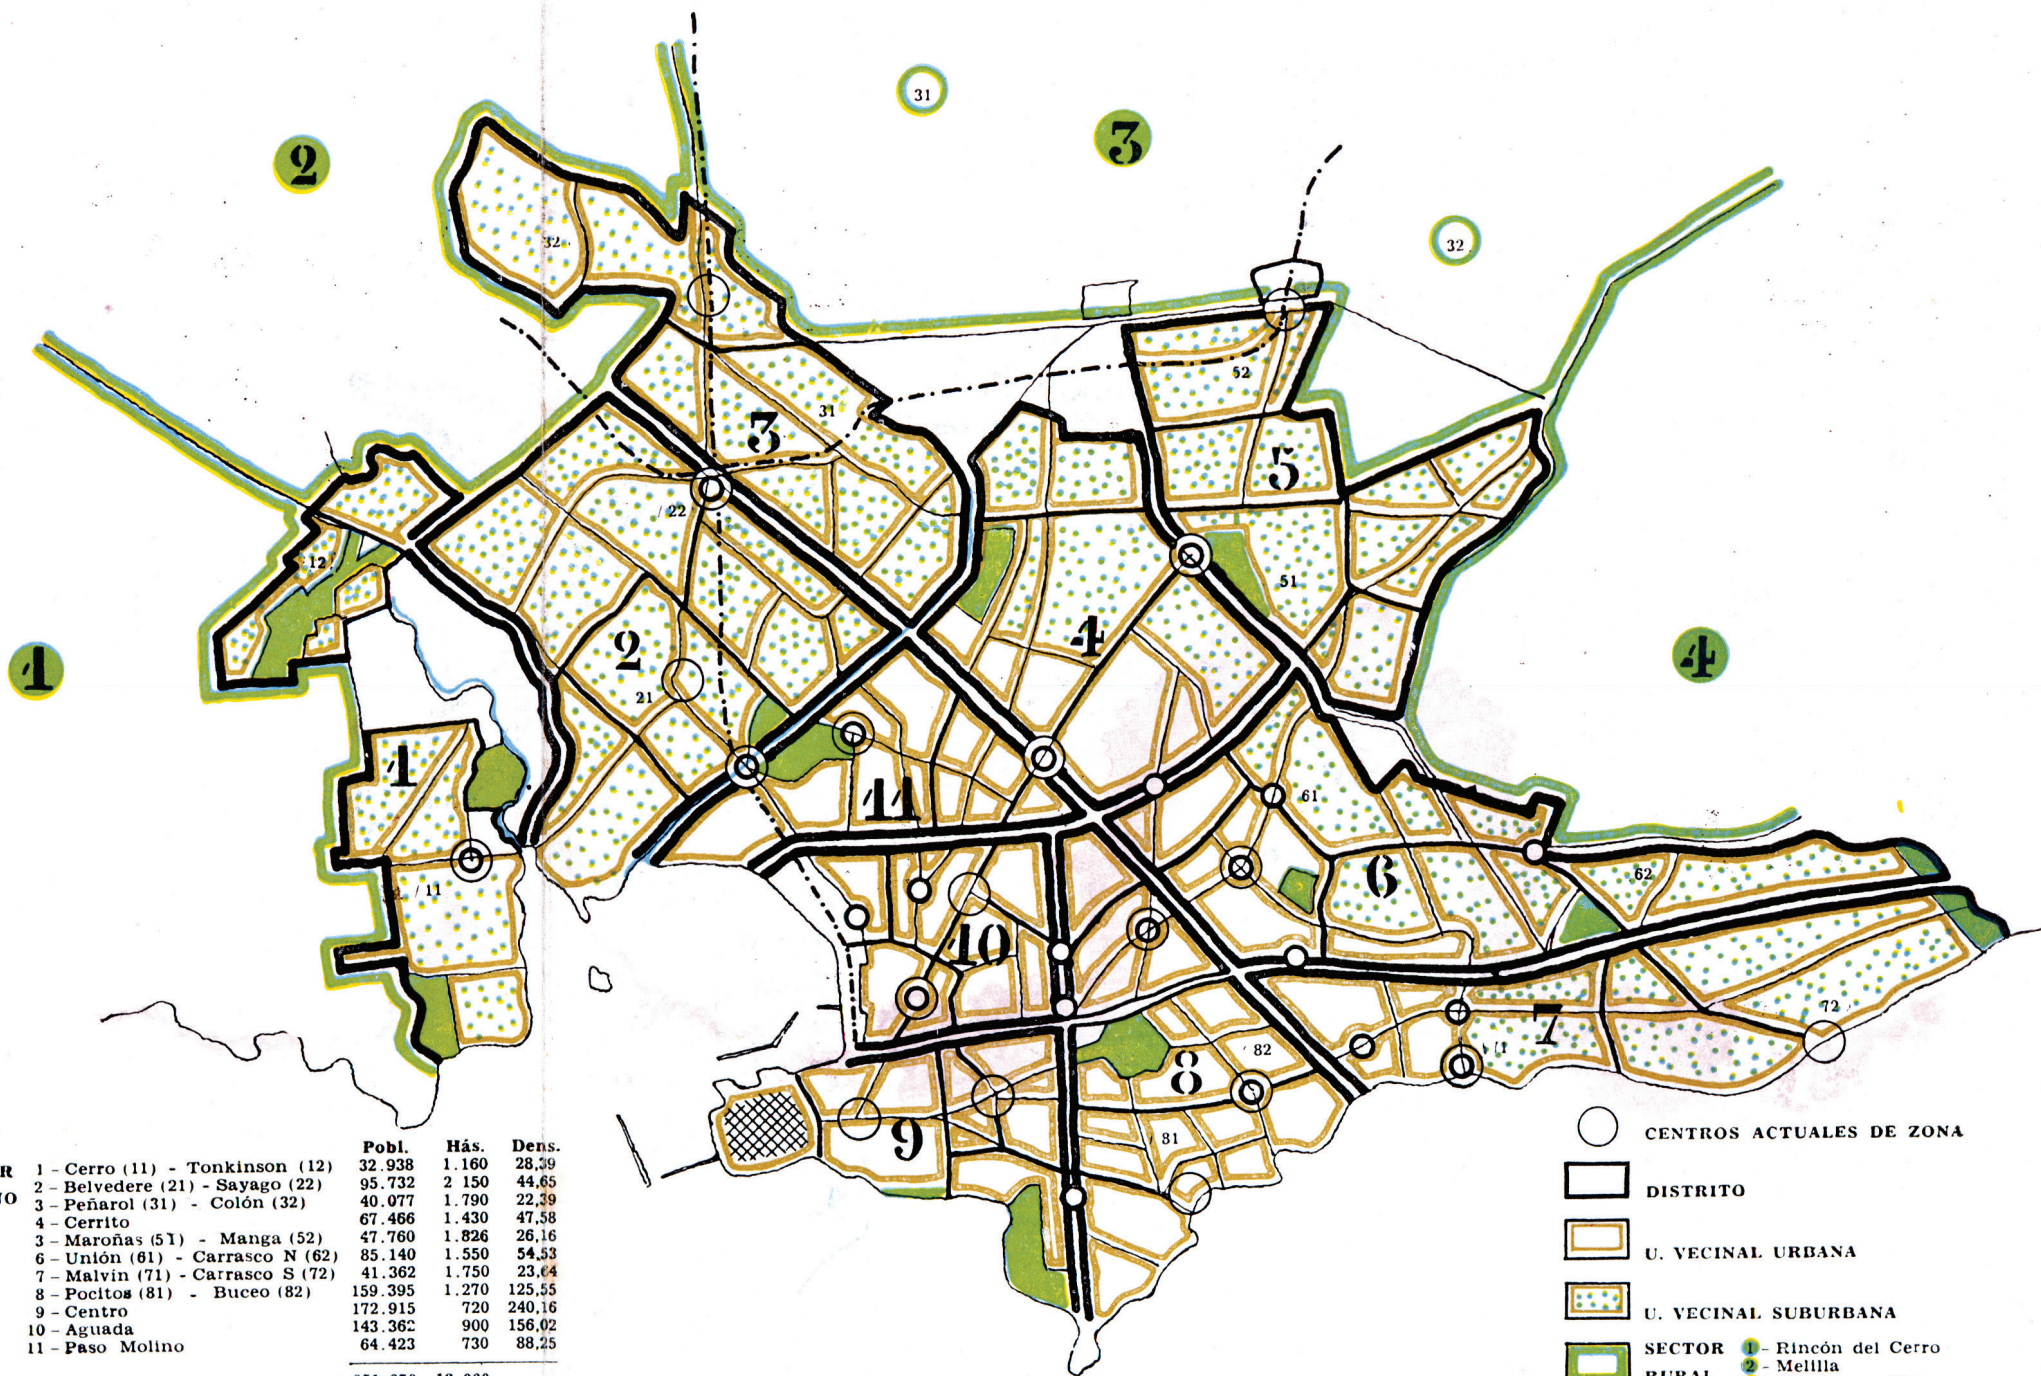 31
2
3
32
32
52
31
3
5
22
12
51
4
2
1
4
21
1
61
11
11
6
62
10
72
7
82
8
81
9
CENTROS ACTUALES DE ZONA
DISTRITO
U. VECINAL URBANA
U. VECINAL SUBURBANA
SECTOR 1 - Rincón del Cerro
2 - Melilla
Pobl. Hás. Dens.
1 - Cerro (11) - Tonkinson (12) 32.938 1.160 28,39
2 - Belvedere (21) - Sayago (22) 95.732 2 150 44,65
3 - Peñarol (31) - Colón (32) 40.077 1.790 22,39
4 - Cerrito 67.466 1.430 47,58
3 - Maroñas (51) - Manga (52) 47.760 1.826 26,16
6 - Unión (61) - Carrasco N (62) 85.140 1.550 54,53
7 - Malvin (71) - Carrasco S (72) 41.362 1.750 23,64
8 - Pocitos (81) - Buceo (82) 159.395 1.270 125,55
9 - Centro 172.915 720 240,16
10 - Aguada 143.362 900 156,02
11 - Paso Molino 64.423 730 88,25